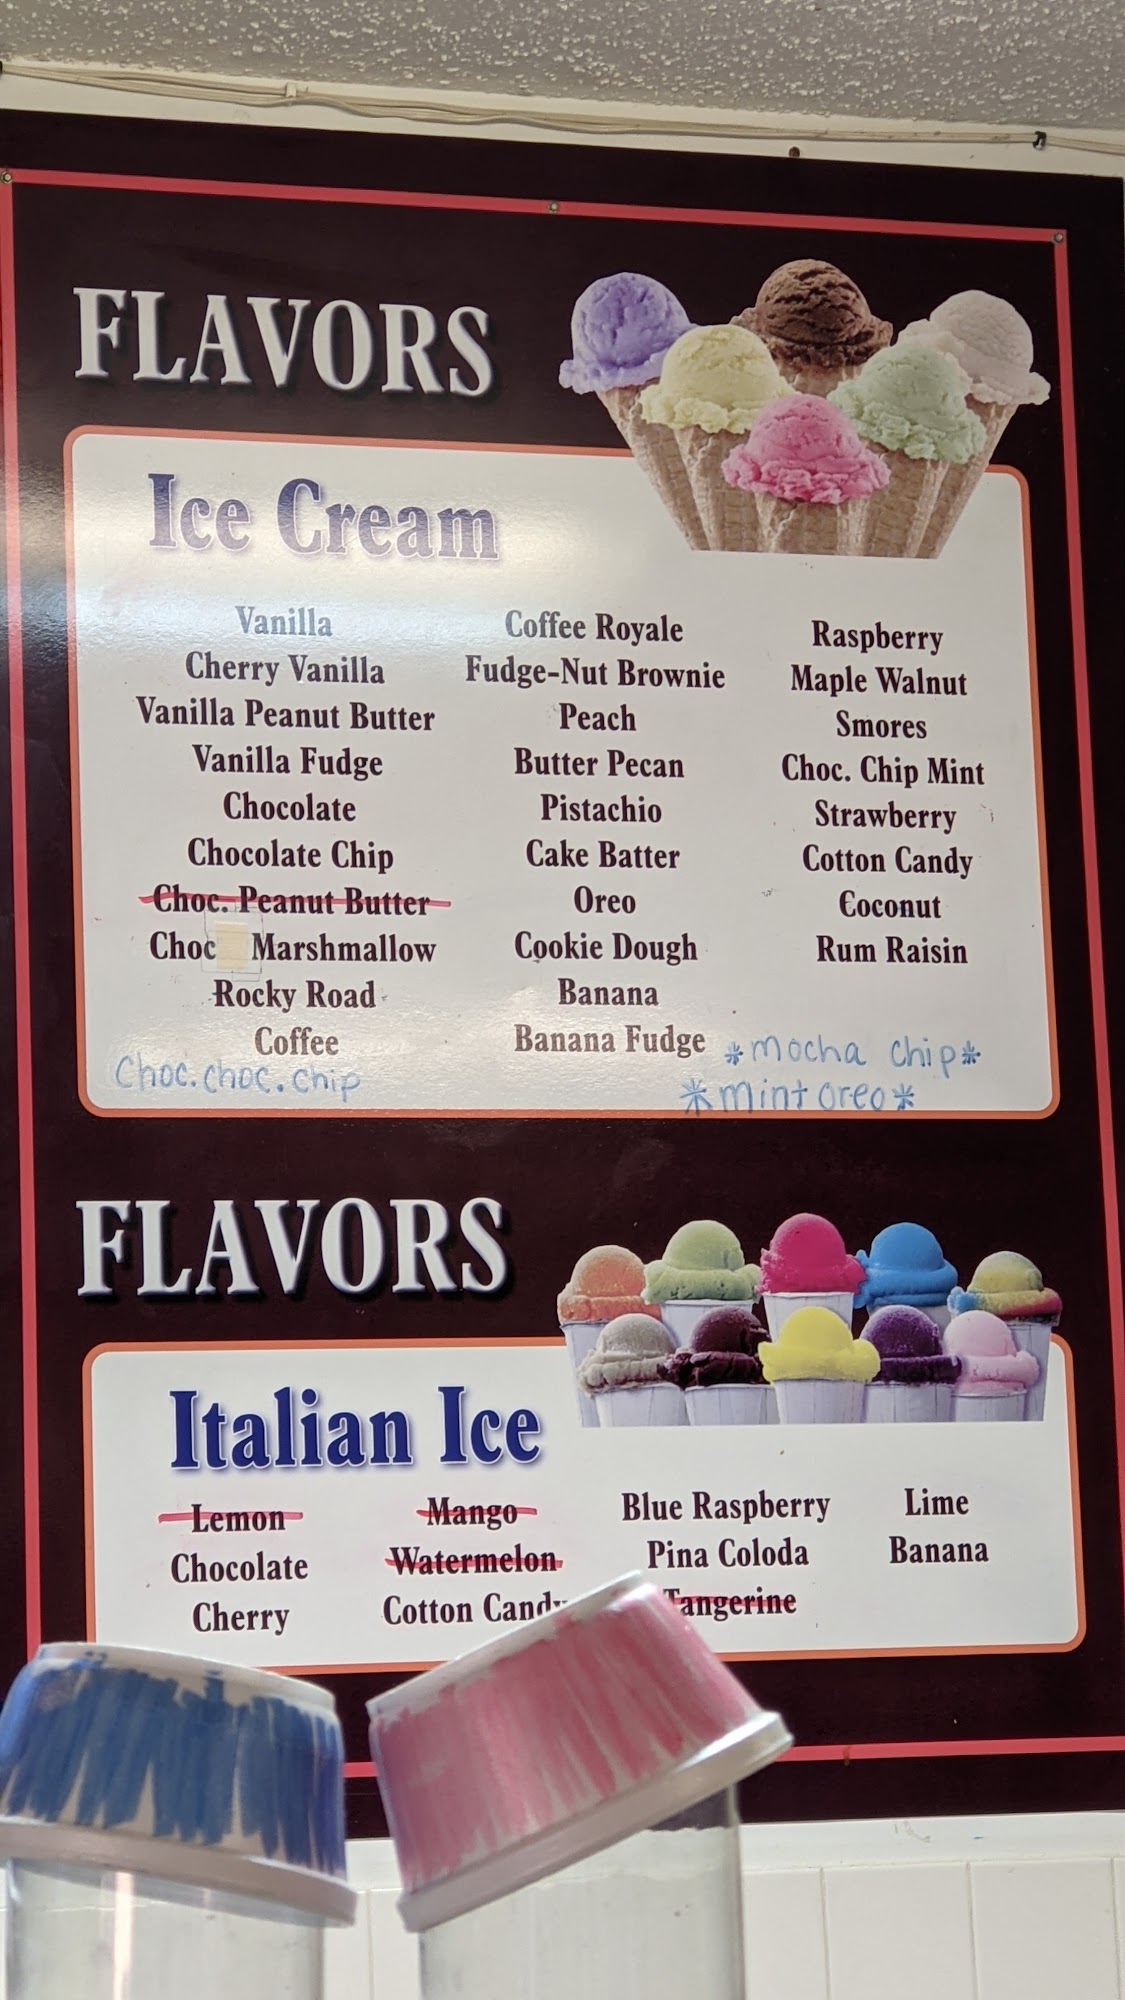 FLAVORS
Ice Cream
Vanilla
Cherry Vanilla
Vanilla Peanut Butter
Vanilla Fudge
Chocolate
Chocolate Chip
Choc. Peanut Butter
Choc Marshmallow
Rocky Road
Coffee
Choc. choc. chip
Coffee Royale
Fudge-Nut Brownie
Peach
Butter Pecan
Pistachio
Cake Batter
Oreo
Cookie Dough
Banana
Banana Fudge
Raspberry
Maple Walnut
Smores
Choc. Chip Mint
Strawberry
Cotton Candy
Coconut
Rum Raisin
*mocha chip*
*mint oreo*
FLAVORS
Italian Ice
Lemon
Chocolate
Cherry
Mango
Watermelon
Cotton Candy
Blue Raspberry
Pina Coloda
Tangerine
Lime
Banana